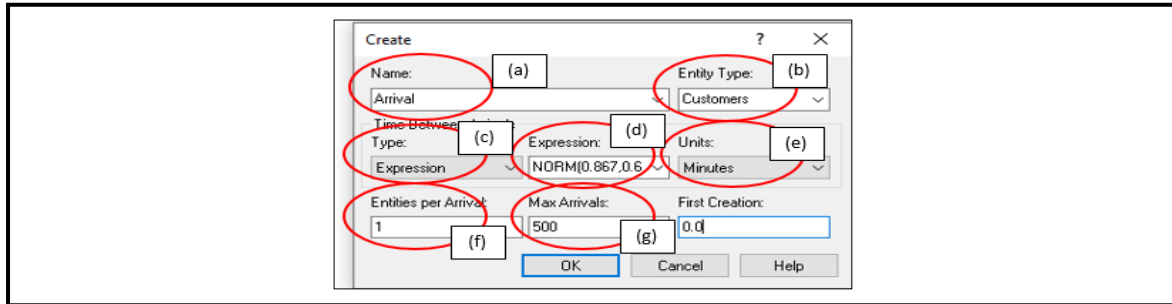 Create ? ×
Name: (a) Entity Type: (b)
Arrival Customers
Type: (c) Expression: (d) Units: (e)
Expression NORM(0.867,0.6 Minutes
Entities per Arrival: Max Arrivals: First Creation:
1 500 0.0
(f) (g)
OK Cancel Help